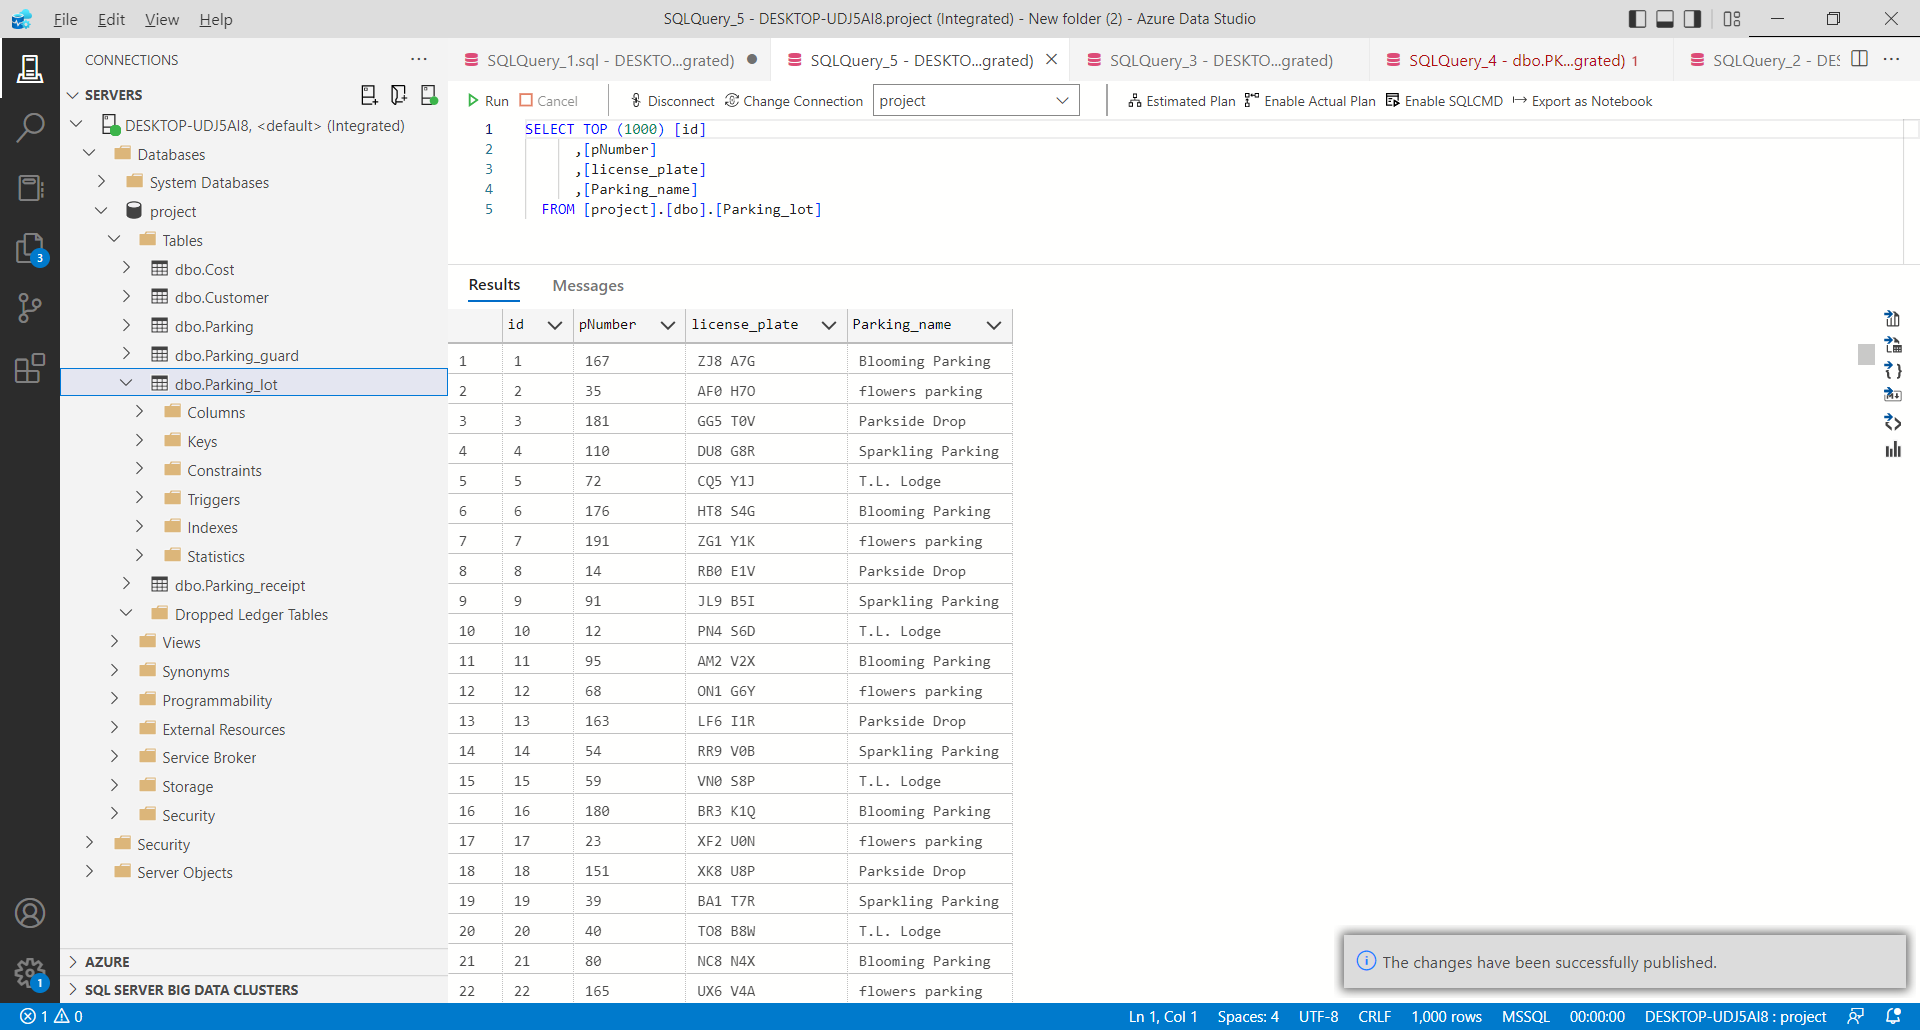 File Edit View Help SQLQuery_5 - DESKTOP-UDJ5AI8.project (Integrated) - New folder (2) - Azure Data Studio
CONNECTIONS
SERVERS
DESKTOP-UDJ5AI8, <default> (Integrated)
Databases
System Databases
project
Tables
dbo.Cost
dbo.Customer
dbo.Parking
dbo.Parking_guard
dbo.Parking_lot
Columns
Keys
Constraints
Triggers
Indexes
Statistics
dbo.Parking_receipt
Dropped Ledger Tables
Views
Synonyms
Programmability
External Resources
Service Broker
Storage
Security
Security
Server Objects
AZURE
SQL SERVER BIG DATA CLUSTERS
3
1
SQLQuery_1.sql - DESKTO...grated) SQLQuery_5 - DESKTO...grated) SQLQuery_3 - DESKTO...grated) SQLQuery_4 - dbo.PK...grated) 1 SQLQuery_2 - DES
Run Cancel Disconnect Change Connection project Estimated Plan Enable Actual Plan Enable SQLCMD Export as Notebook
1 SELECT TOP (1000) [id]
2 ,[pNumber]
3 ,[license_plate]
4 ,[Parking_name]
5 FROM [project].[dbo].[Parking_lot]
Results Messages
id pNumber license_plate Parking_name
1 1 167 ZJ8 A7G Blooming Parking
2 2 35 AF0 H7O flowers parking
3 3 181 GG5 T0V Parkside Drop
4 4 110 DU8 G8R Sparkling Parking
5 5 72 CQ5 Y1J T.L. Lodge
6 6 176 HT8 S4G Blooming Parking
7 7 191 ZG1 Y1K flowers parking
8 8 14 RB0 E1V Parkside Drop
9 9 91 JL9 B5I Sparkling Parking
10 10 12 PN4 S6D T.L. Lodge
11 11 95 AM2 V2X Blooming Parking
12 12 68 ON1 G6Y flowers parking
13 13 163 LF6 I1R Parkside Drop
14 14 54 RR9 V0B Sparkling Parking
15 15 59 VN0 S8P T.L. Lodge
16 16 180 BR3 K1Q Blooming Parking
17 17 23 XF2 U0N flowers parking
18 18 151 XK8 U8P Parkside Drop
19 19 39 BA1 T7R Sparkling Parking
20 20 40 TO8 B8W T.L. Lodge
21 21 80 NC8 N4X Blooming Parking
22 22 165 UX6 V4A flowers parking
The changes have been successfully published.
1 0 Ln 1, Col 1 Spaces: 4 UTF-8 CRLF 1,000 rows MSSQL 00:00:00 DESKTOP-UDJ5AI8 : project